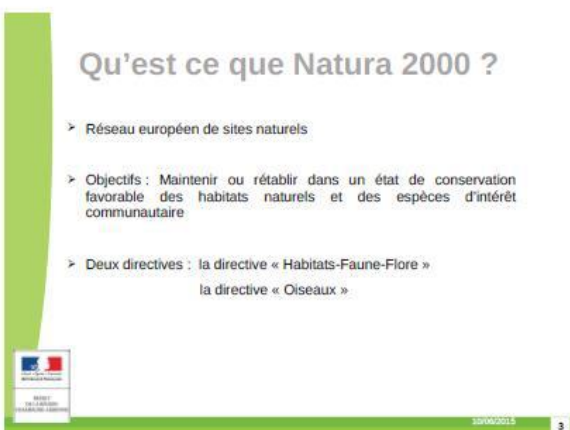 Qu'est ce que Natura 2000 ?
➢ Réseau européen de sites naturels
➢ Objectifs : Maintenir ou rétablir dans un état de conservation
favorable des habitats naturels et des espèces d'intérêt
communautaire
➢ Deux directives : la directive « Habitats-Faune-Flore »
la directive « Oiseaux »
10/06/2015
3